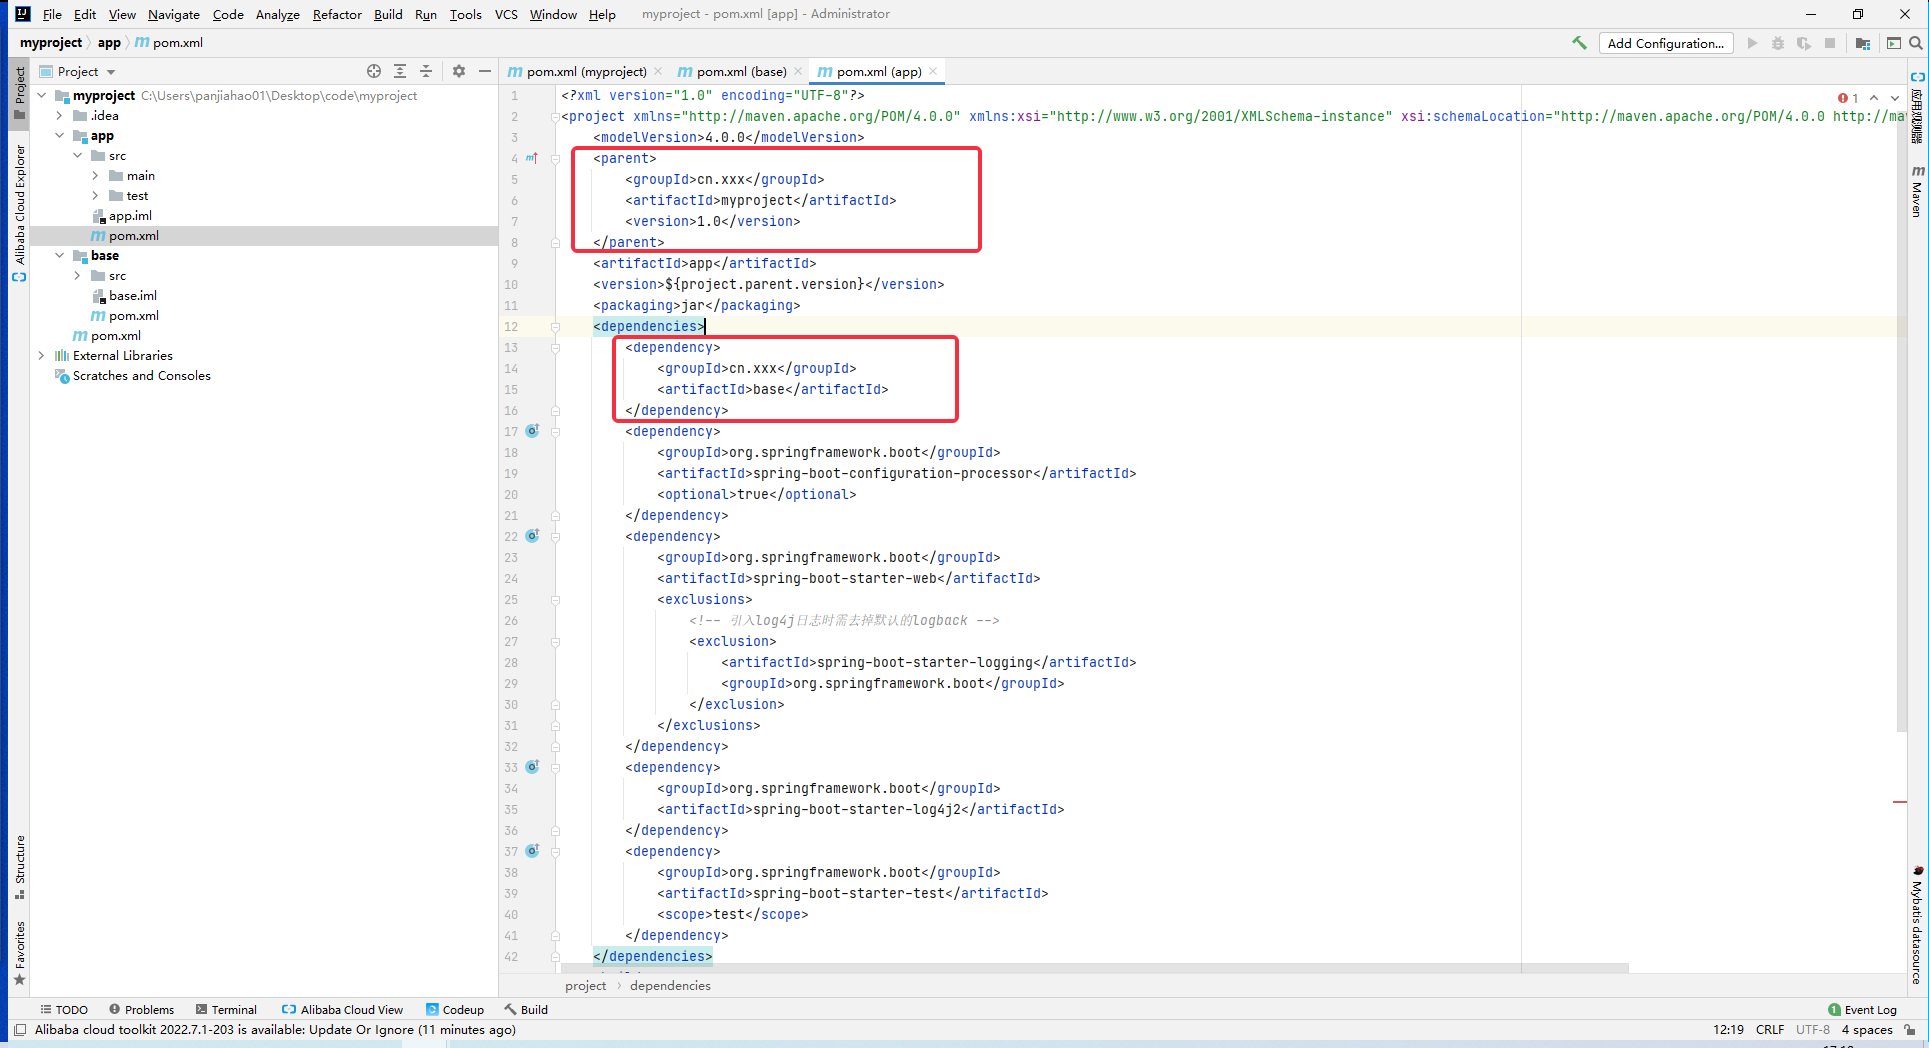 File Edit View Navigate Code Analyze Refactor Build Run Tools VCS Window Help myproject - pom.xml [app] - Administrator
myproject app pom.xml Add Configuration...
Project
pom.xml (myproject) pom.xml (base) pom.xml (app)
Project
Alibaba Cloud Explorer
Structure
Favorites
myproject C:\Users\panjiahao01\Desktop\code\myproject
.idea
app
src
main
test
app.iml
pom.xml
base
src
base.iml
pom.xml
pom.xml
External Libraries
Scratches and Consoles
1 <?xml version="1.0" encoding="UTF-8"?>
2 <project xmlns="http://maven.apache.org/POM/4.0.0" xmlns:xsi="http://www.w3.org/2001/XMLSchema-instance" xsi:schemaLocation="http://maven.apache.org/POM/4.0.0 http://ma
3 <modelVersion>4.0.0</modelVersion>
4 <parent>
5 <groupId>cn.xxx</groupId>
6 <artifactId>myproject</artifactId>
7 <version>1.0</version>
8 </parent>
9 <artifactId>app</artifactId>
10 <version>${project.parent.version}</version>
11 <packaging>jar</packaging>
12 <dependencies>
13 <dependency>
14 <groupId>cn.xxx</groupId>
15 <artifactId>base</artifactId>
16 </dependency>
17 <dependency>
18 <groupId>org.springframework.boot</groupId>
19 <artifactId>spring-boot-configuration-processor</artifactId>
20 <optional>true</optional>
21 </dependency>
22 <dependency>
23 <groupId>org.springframework.boot</groupId>
24 <artifactId>spring-boot-starter-web</artifactId>
25 <exclusions>
26 <!-- 引入log4j日志时需去掉默认的logback -->
27 <exclusion>
28 <artifactId>spring-boot-starter-logging</artifactId>
29 <groupId>org.springframework.boot</groupId>
30 </exclusion>
31 </exclusions>
32 </dependency>
33 <dependency>
34 <groupId>org.springframework.boot</groupId>
35 <artifactId>spring-boot-starter-log4j2</artifactId>
36 </dependency>
37 <dependency>
38 <groupId>org.springframework.boot</groupId>
39 <artifactId>spring-boot-starter-test</artifactId>
40 <scope>test</scope>
41 </dependency>
42 </dependencies>
1
Maven
Mybatis datasource
project dependencies
TODO Problems Terminal Alibaba Cloud View Codeup Build 1 Event Log
Alibaba cloud toolkit 2022.7.1-203 is available: Update Or Ignore (11 minutes ago) 12:19 CRLF UTF-8 4 spaces